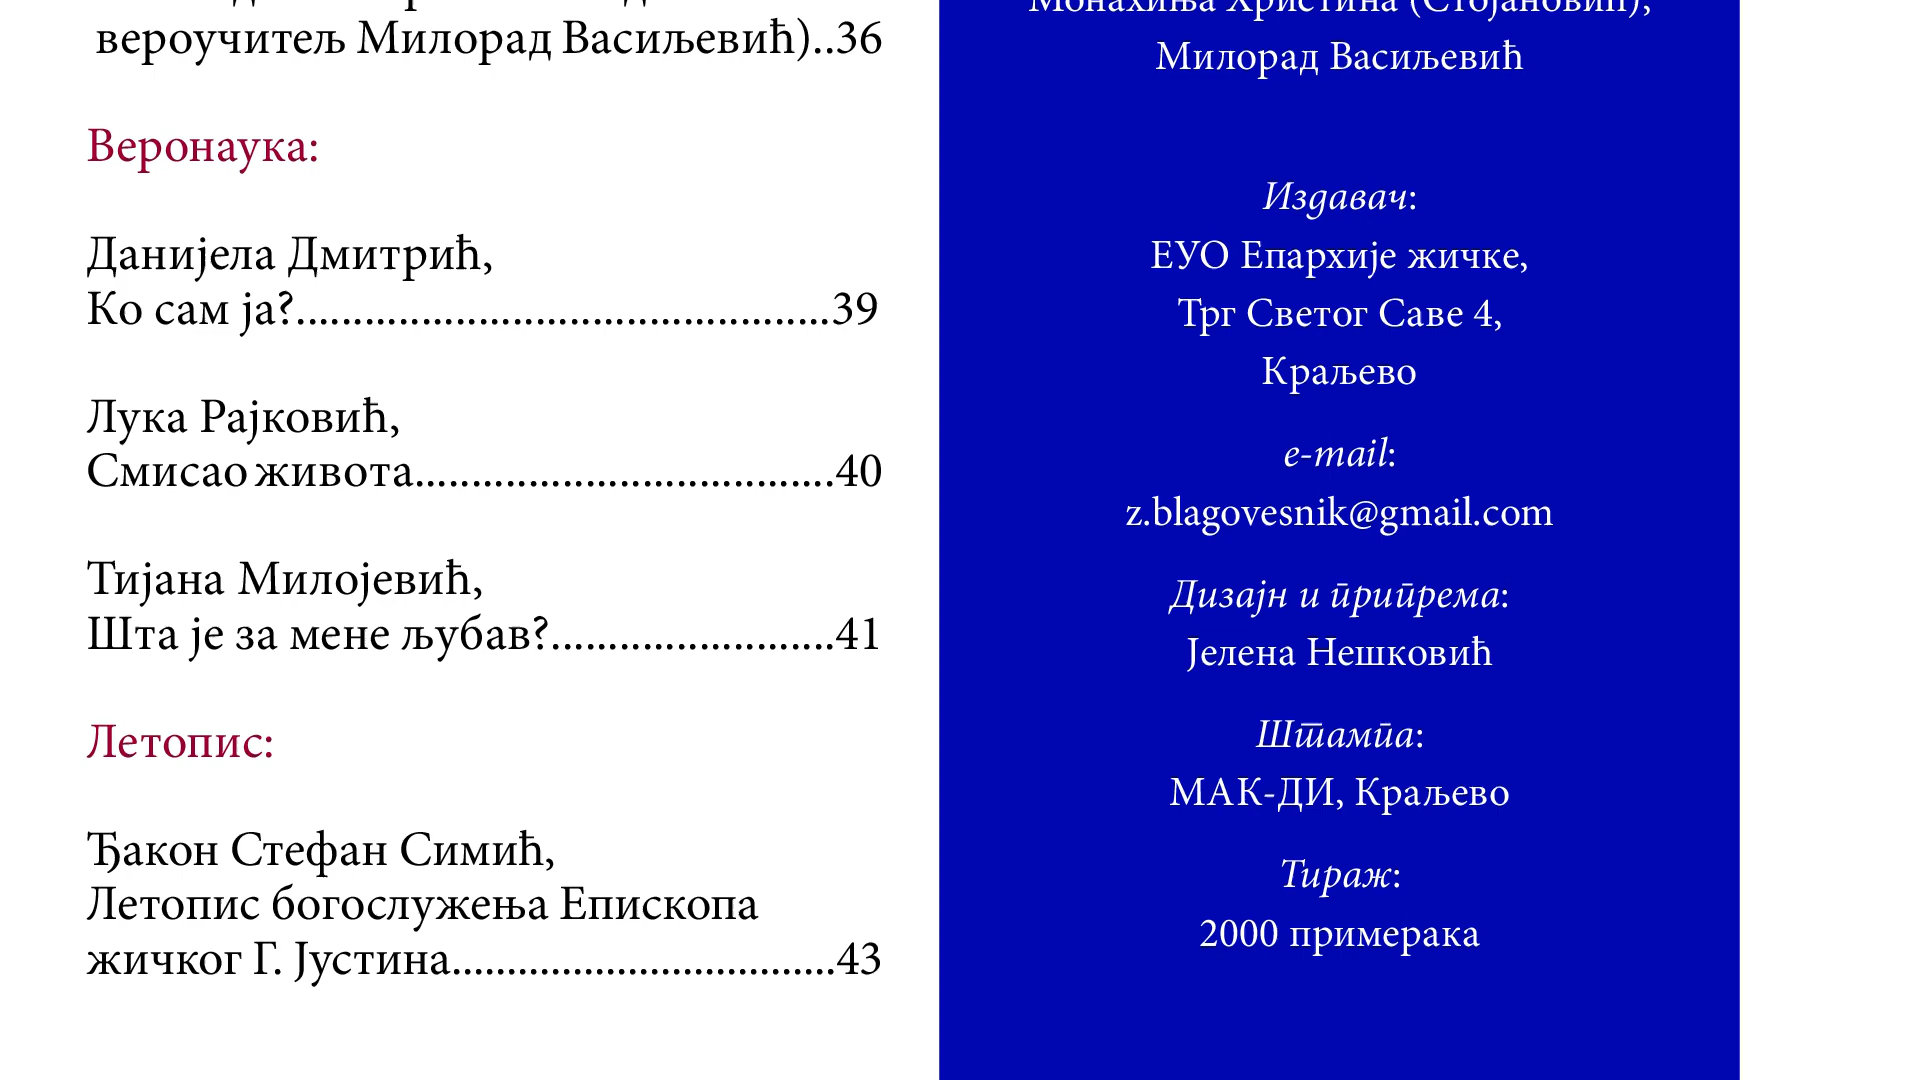 вероучитељ Милорад Васиљевић)..36
Веронаука:
Данијела Дмитрић,
Ко сам ја?...............................................39
Лука Рајковић,
Смисао живота.....................................40
Тијана Милојевић,
Шта је за мене љубав?.........................41
Летопис:
Ђакон Стефан Симић,
Летопис богослужења Епископа
жичког Г. Јустина..................................43
Монахиња Христина (Стојановић),
Милорад Васиљевић
Издавач:
ЕУО Епархије жичке,
Трг Светог Саве 4,
Краљево
e-mail:
z.blagovesnik@gmail.com
Дизајн и припрема:
Јелена Нешковић
Штампа:
МАК-ДИ, Краљево
Тираж:
2000 примерака